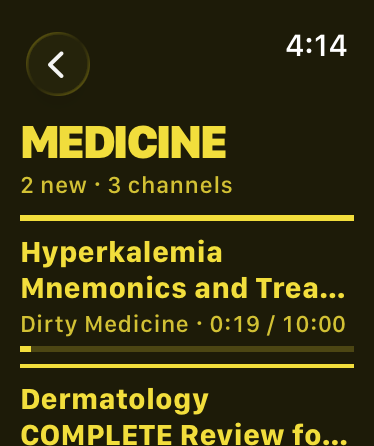 4:14
MEDICINE
2 new · 3 channels
Hyperkalemia
Mnemonics and Trea...
Dirty Medicine · 0:19 / 10:00
Dermatology
COMPLETE Review fo...